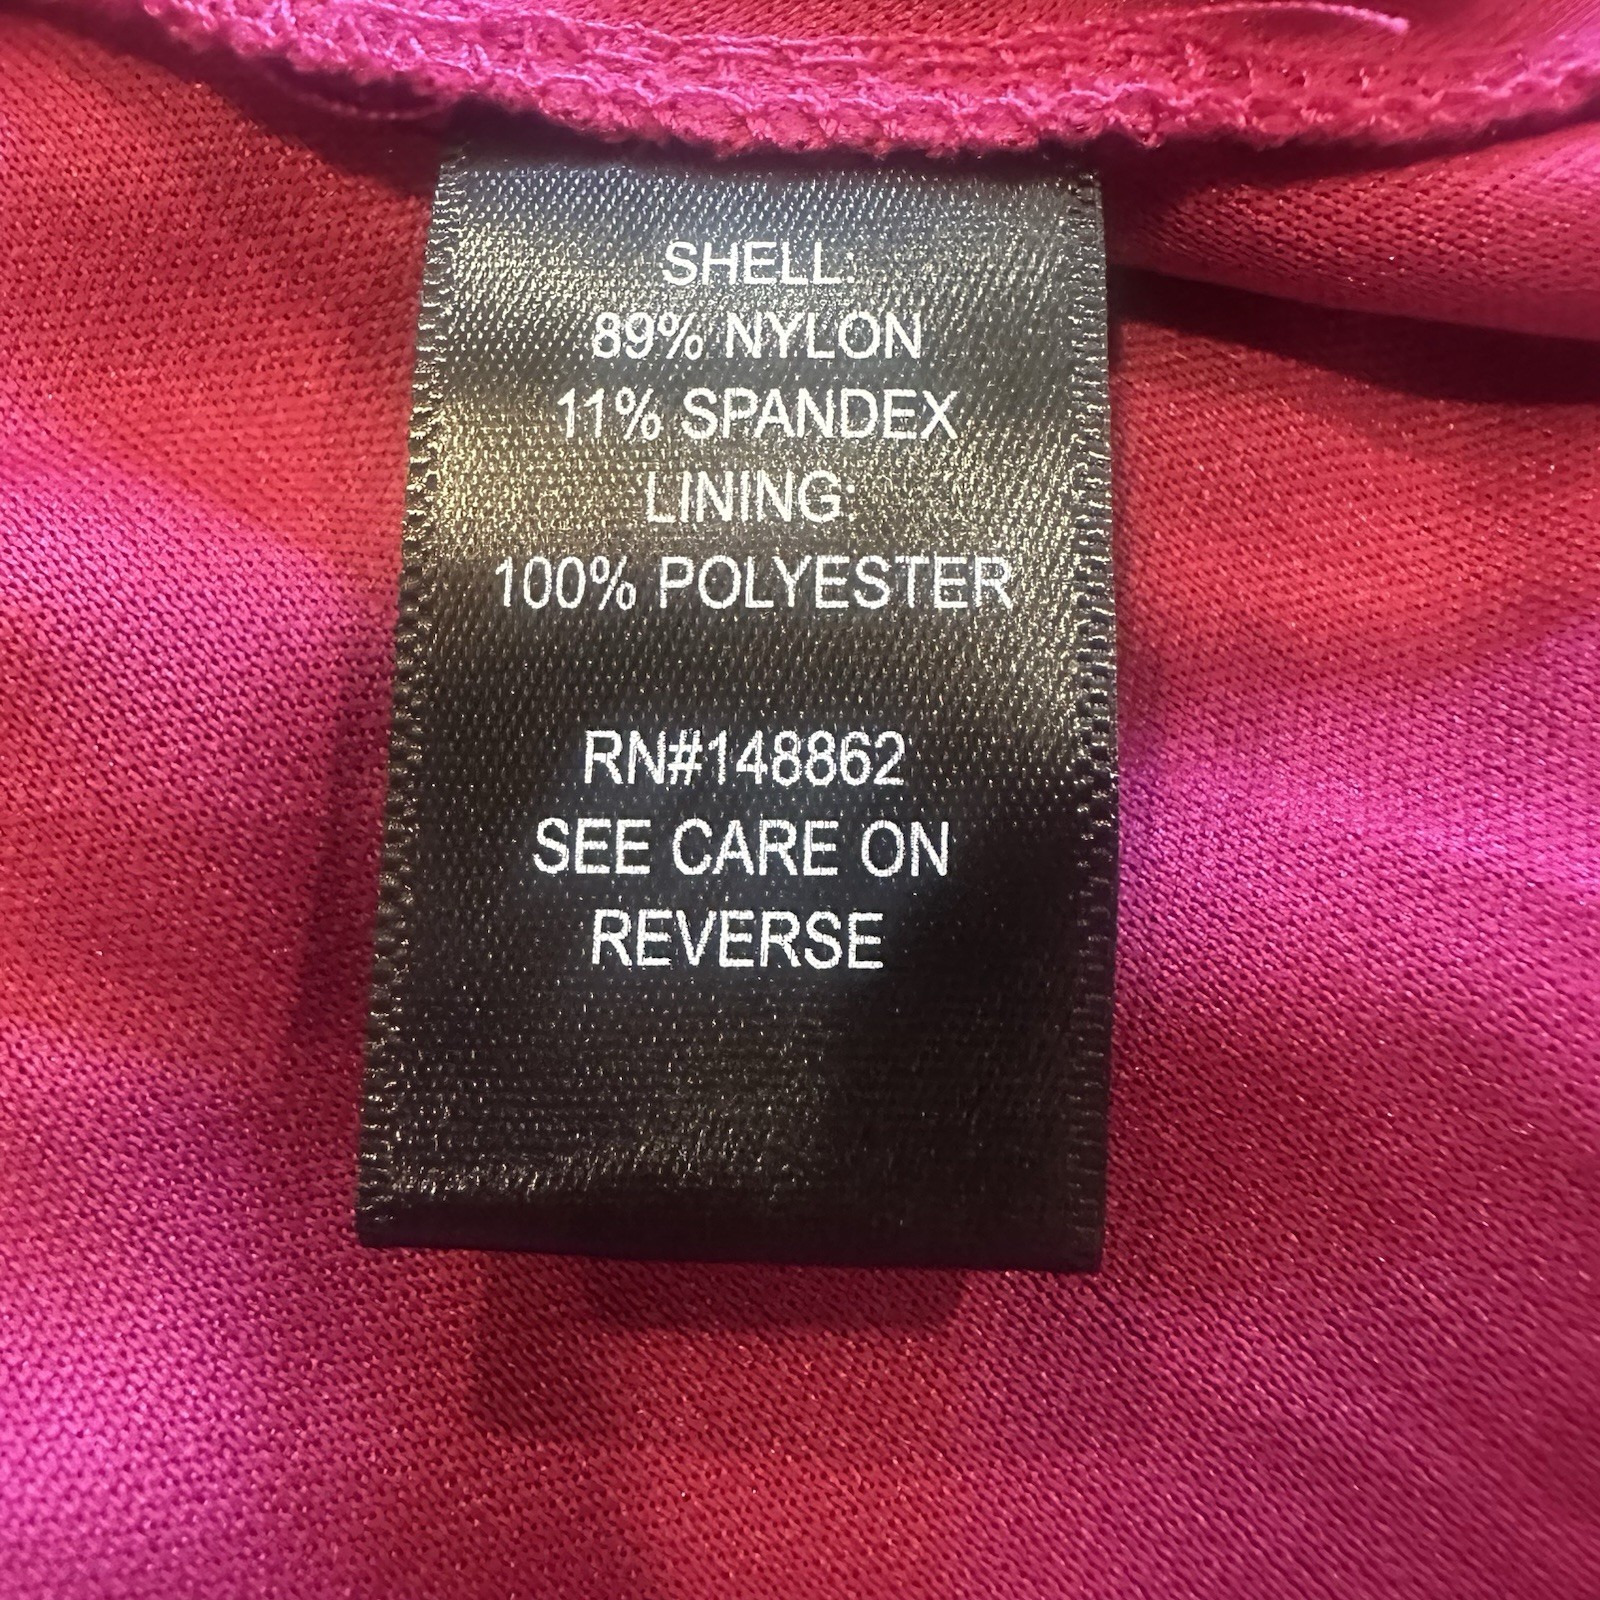 SHELL:
89% NYLON
11% SPANDEX
LINING:
100% POLYESTER
RN#148862
SEE CARE ON
REVERSE